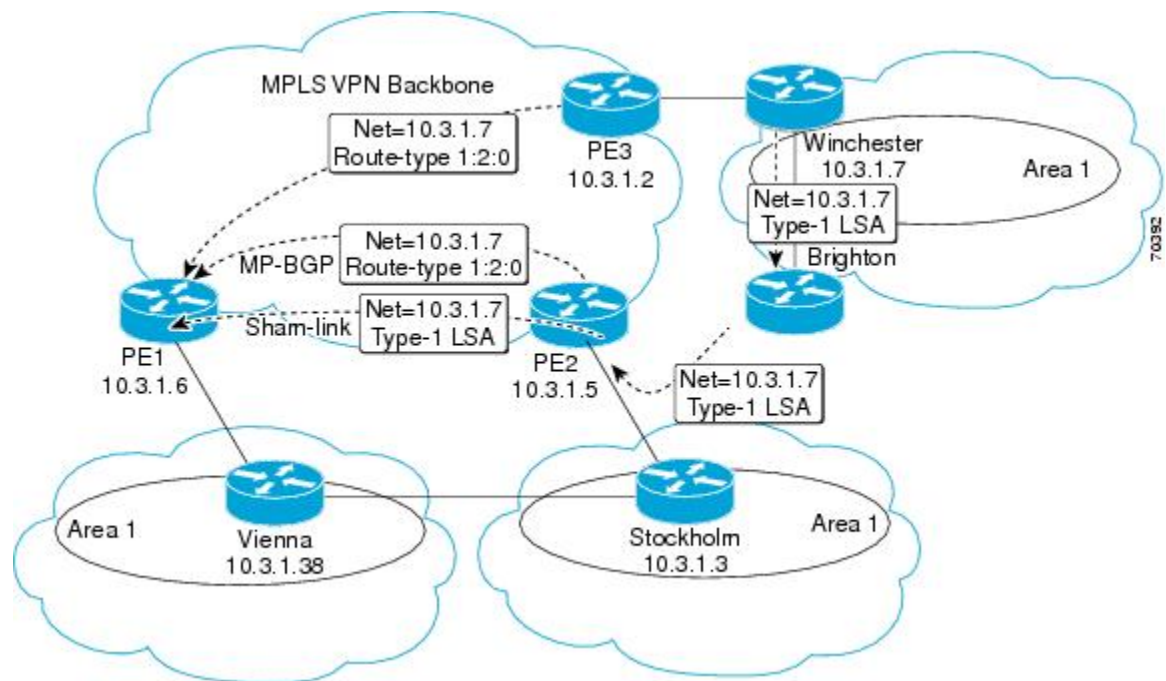 MPLS VPN Backbone
Net=10.3.1.7
Route-type 1:2:0
PE3
10.3.1.2
Winchester
10.3.1.7
Area 1
Net=10.3.1.7
Type-1 LSA
Brighton
70392
Net=10.3.1.7
Route-type 1:2:0
MP-BGP
Net=10.3.1.7
Type-1 LSA
Sham-link
PE1
10.3.1.6
PE2
10.3.1.5
Net=10.3.1.7
Type-1 LSA
Area 1
Vienna
10.3.1.38
Stockholm
10.3.1.3
Area 1